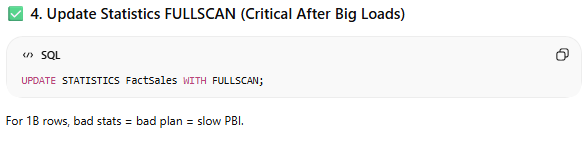 ✅ 4. Update Statistics FULLSCAN (Critical After Big Loads)
</> SQL
UPDATE STATISTICS FactSales WITH FULLSCAN;
For 1B rows, bad stats = bad plan = slow PBI.